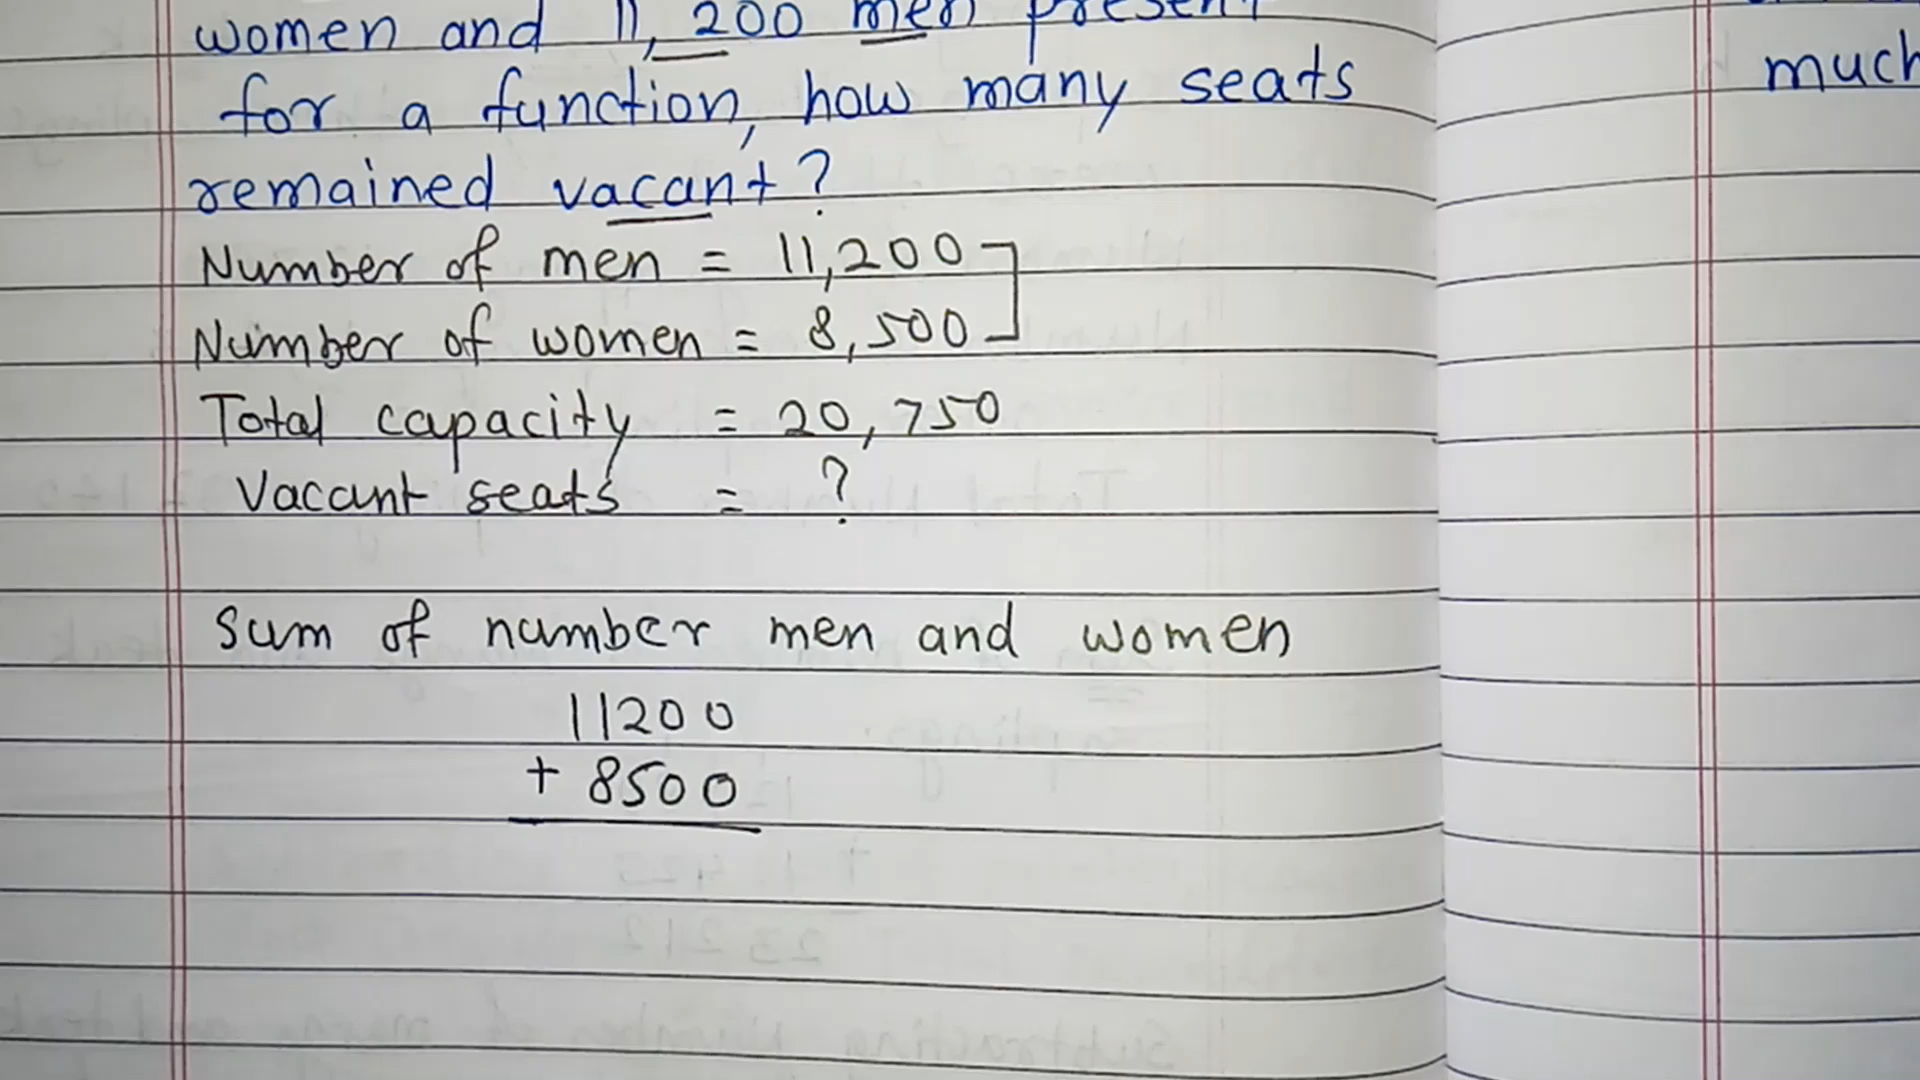 women and 11,200 men present
for a function, how many seats
remained vacant?
Number of men = 11,200
Number of women = 8,500
Total capacity = 20,750
Vacant seats = ?
Sum of number men and women
11200
+ 8500
much